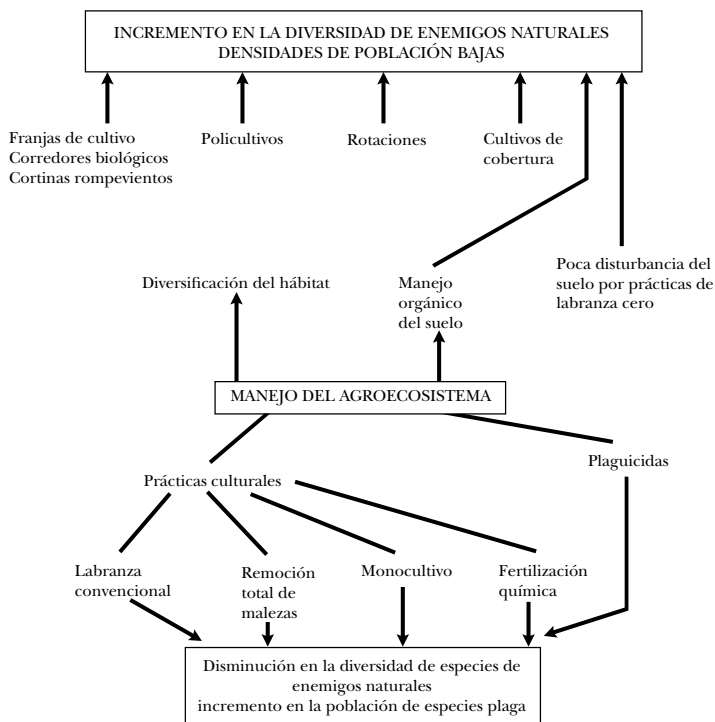 INCREMENTO EN LA DIVERSIDAD DE ENEMIGOS NATURALES
DENSIDADES DE POBLACIÓN BAJAS
Franjas de cultivo
Corredores biológicos
Cortinas rompevientos
Policultivos
Rotaciones
Cultivos de
cobertura
Diversificación del hábitat
Manejo
orgánico
del suelo
Poca disturbancia del
suelo por prácticas de
labranza cero
MANEJO DEL AGROECOSISTEMA
Prácticas culturales
Plaguicidas
Labranza
convencional
Remoción
total de
malezas
Monocultivo
Fertilización
química
Disminución en la diversidad de especies de
enemigos naturales
incremento en la población de especies plaga